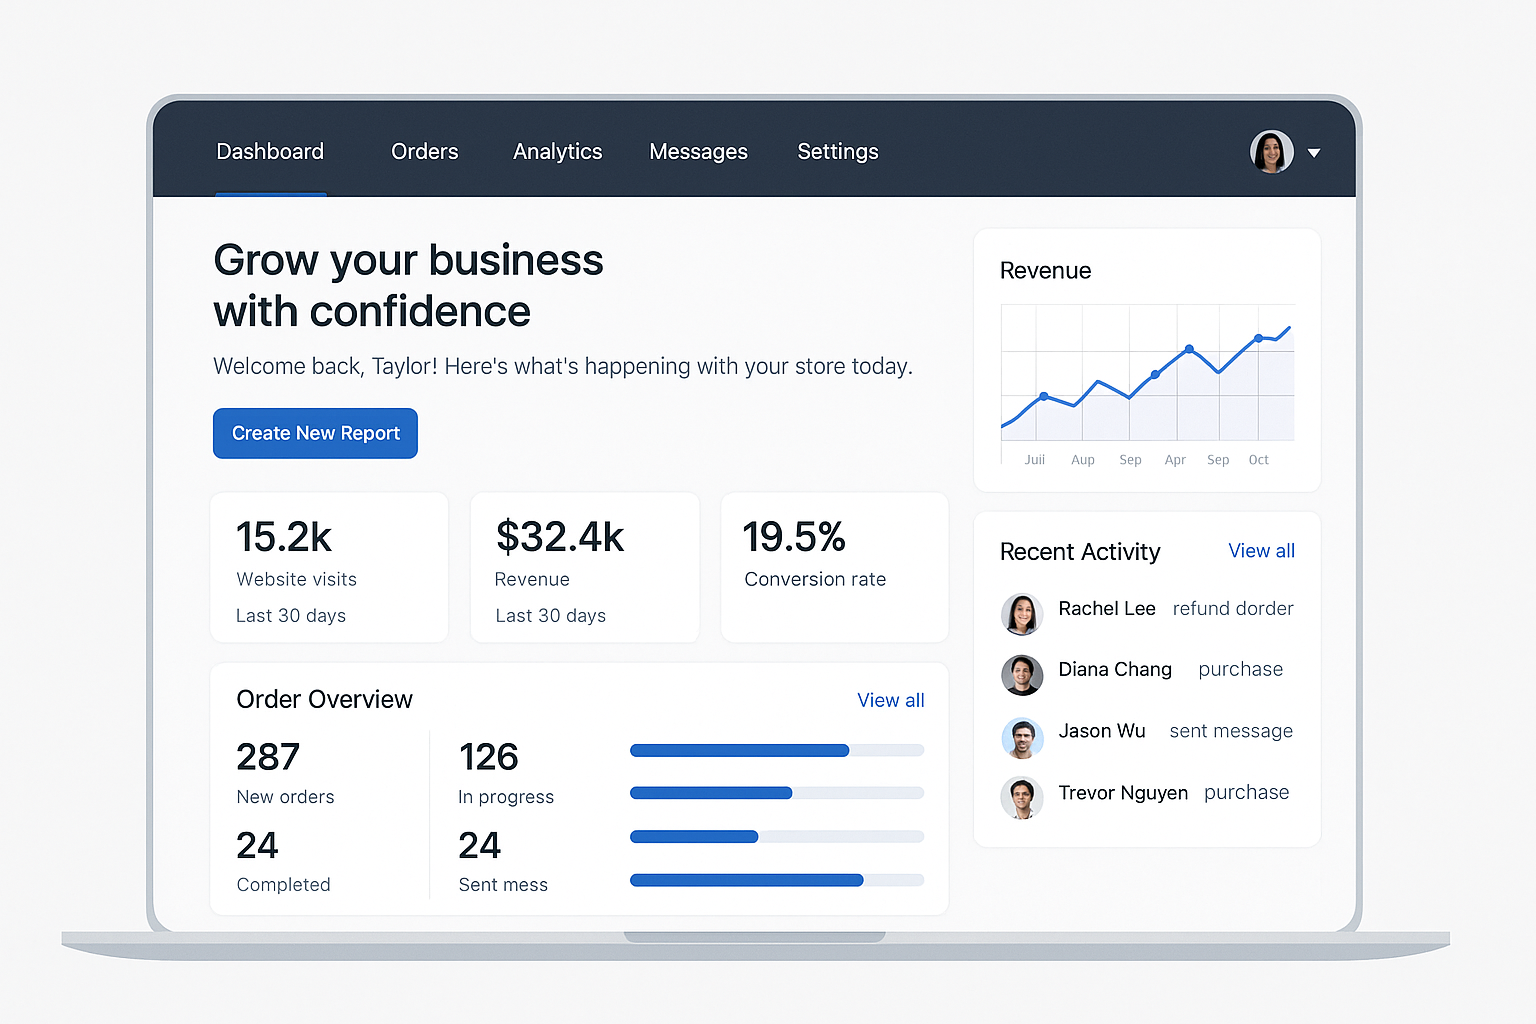 Dashboard Orders Analytics Messages Settings
Grow your business
with confidence
Welcome back, Taylor! Here's what's happening with your store today.
Create New Report
15.2k
Website visits
Last 30 days
$32.4k
Revenue
Last 30 days
19.5%
Conversion rate
Order Overview
View all
287
New orders
24
Completed
126
In progress
24
Sent mess
Revenue
Juii Aup Sep Apr Sep Oct
Recent Activity
View all
Rachel Lee refund dorder
Diana Chang purchase
Jason Wu sent message
Trevor Nguyen purchase